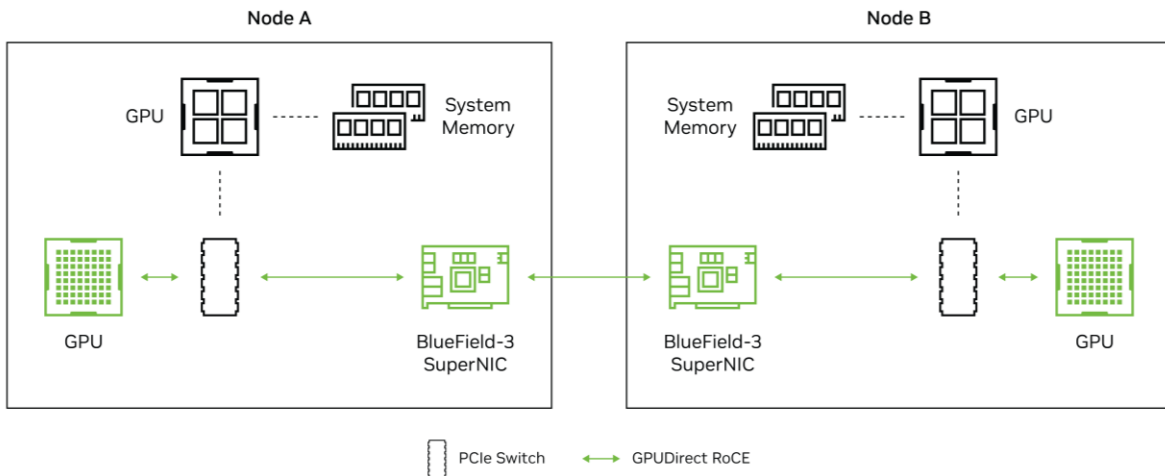 Node A
Node B
GPU
System
Memory
System
Memory
GPU
GPU
BlueField-3
SuperNIC
BlueField-3
SuperNIC
GPU
PCIe Switch
GPUDirect RoCE